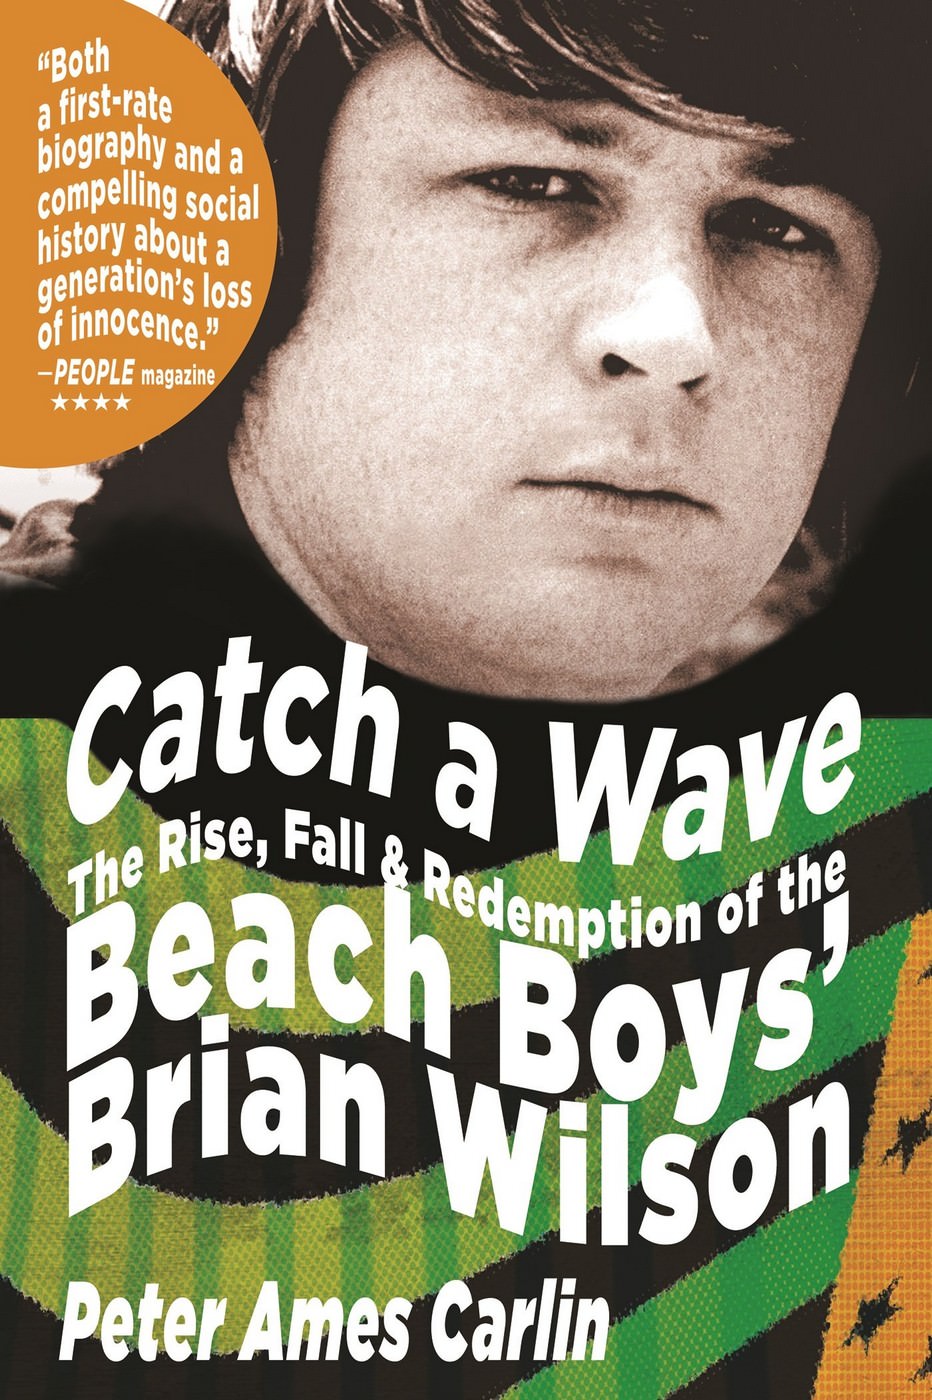 “Both
a first-rate
biography and a
compelling social
history about a
generation’s loss
of innocence.”
—PEOPLE magazine
★★★★
Catch a Wave
The Rise, Fall & Redemption of the
Beach Boys’
Brian Wilson
Peter Ames Carlin